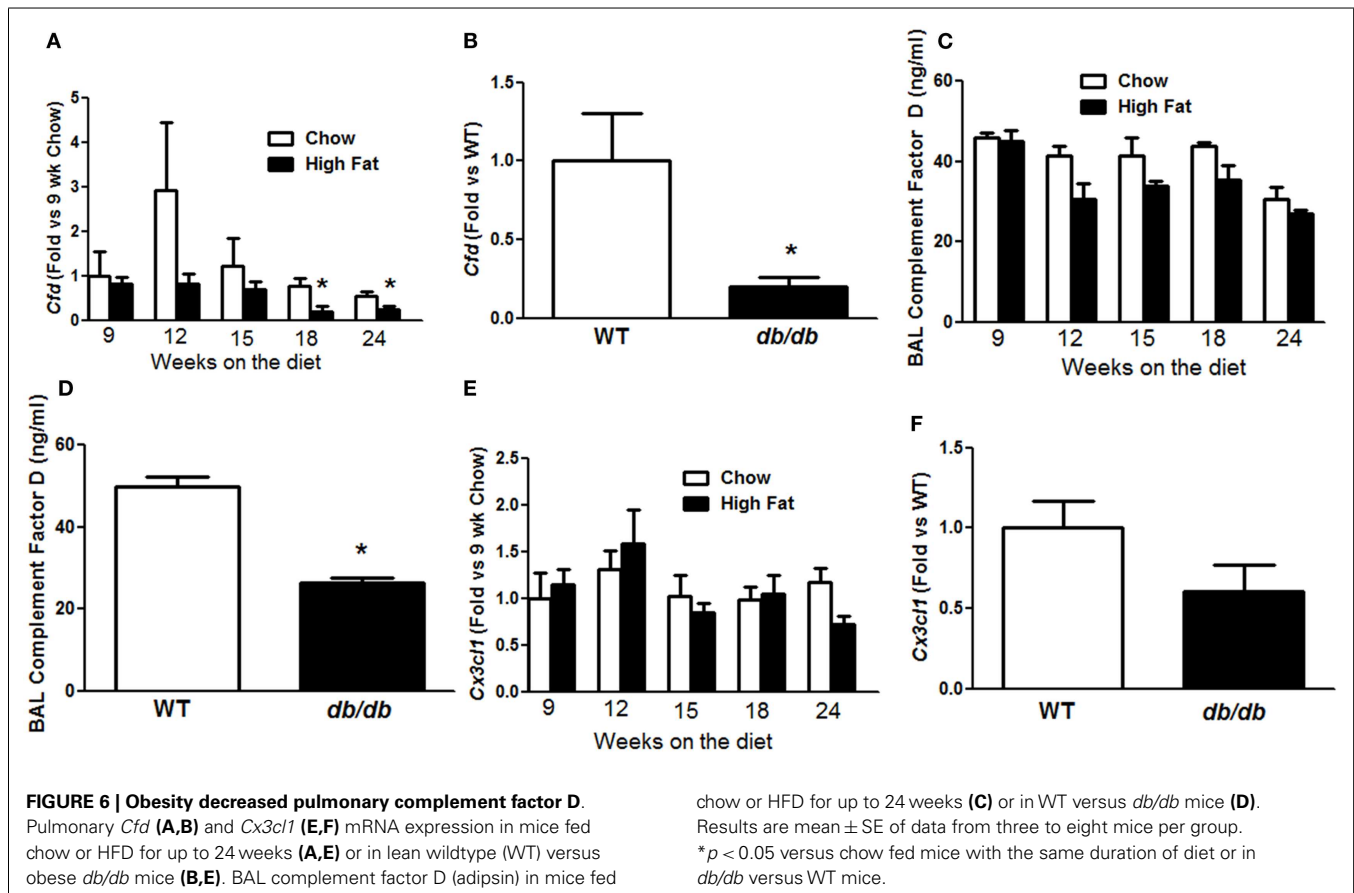 A
Cfd (Fold vs 9 wk Chow)
5
4
3
2
1
0
Chow
High Fat
* *
9 12 15 18 24
Weeks on the diet
B
Cfd (Fold vs WT)
1.5
1.0
0.5
0.0
*
WT db/db
C
BAL Complement Factor D (ng/ml)
60
40
20
0
Chow
High Fat
9 12 15 18 24
Weeks on the diet
D
BAL Complement Factor D (ng/ml)
60
40
20
0
*
WT db/db
E
Cx3cl1 (Fold vs 9 wk Chow)
2.5
2.0
1.5
1.0
0.5
0.0
Chow
High Fat
9 12 15 18 24
Weeks on the diet
F
Cx3cl1 (Fold vs WT)
1.5
1.0
0.5
0.0
WT db/db
FIGURE 6 | Obesity decreased pulmonary complement factor D.
Pulmonary Cfd (A,B) and Cx3cl1 (E,F) mRNA expression in mice fed
chow or HFD for up to 24 weeks (A,E) or in lean wildtype (WT) versus
obese db/db mice (B,E). BAL complement factor D (adipsin) in mice fed
chow or HFD for up to 24 weeks (C) or in WT versus db/db mice (D).
Results are mean ± SE of data from three to eight mice per group.
*p < 0.05 versus chow fed mice with the same duration of diet or in
db/db versus WT mice.